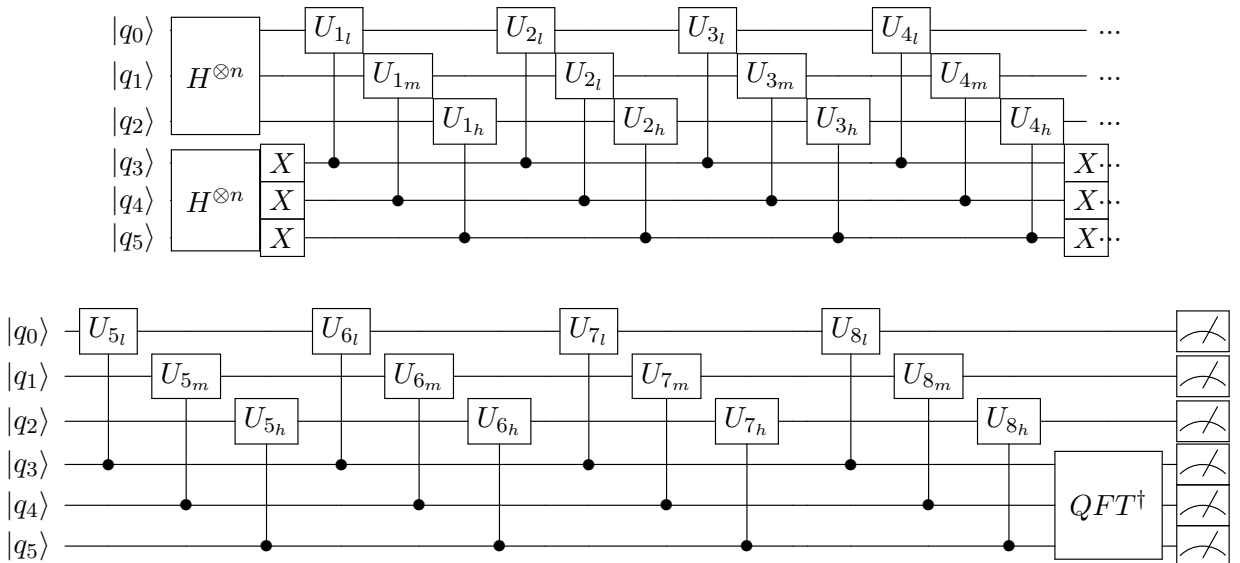 |q₀⟩ U₁ₗ U₂ₗ U₃ₗ U₄ₗ ...
|q₁⟩ H^{⊗n} U₁ₘ U₂ₗ U₃ₘ U₄ₘ ...
|q₂⟩ U₁ₕ U₂ₕ U₃ₕ U₄ₕ ...
|q₃⟩ X X ...
|q₄⟩ H^{⊗n} X X ...
|q₅⟩ X X ...
|q₀⟩ U₅ₗ U₆ₗ U₇ₗ U₈ₗ
|q₁⟩ U₅ₘ U₆ₘ U₇ₘ U₈ₘ
|q₂⟩ U₅ₕ U₆ₕ U₇ₕ U₈ₕ
|q₃⟩
|q₄⟩ QFT†
|q₅⟩